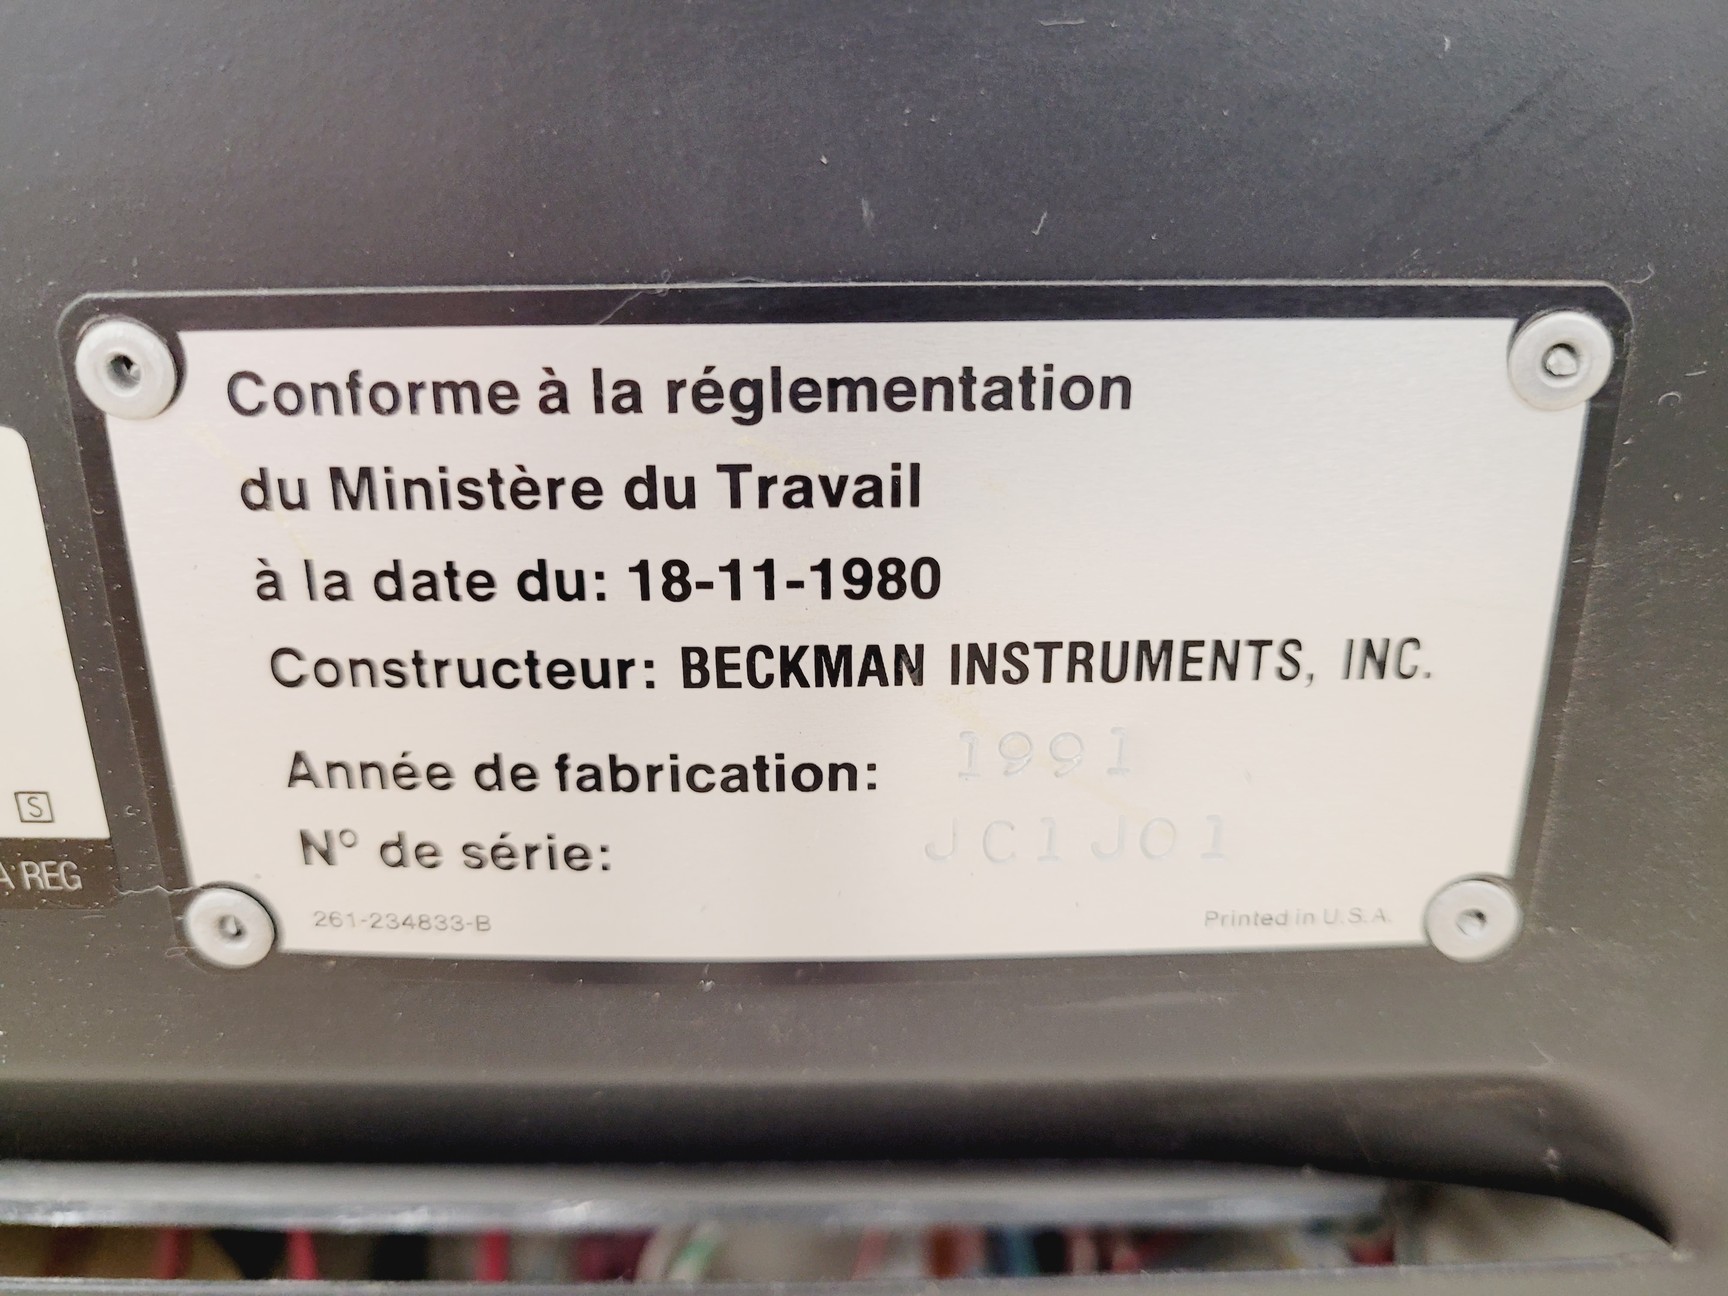 Conforme à la réglementation
du Ministère du Travail
à la date du: 18-11-1980
Constructeur: BECKMAN INSTRUMENTS, INC.
Année de fabrication: 1991
N° de série: JC1J01
261-234833-B
Printed in U.S.A.
S
A REG